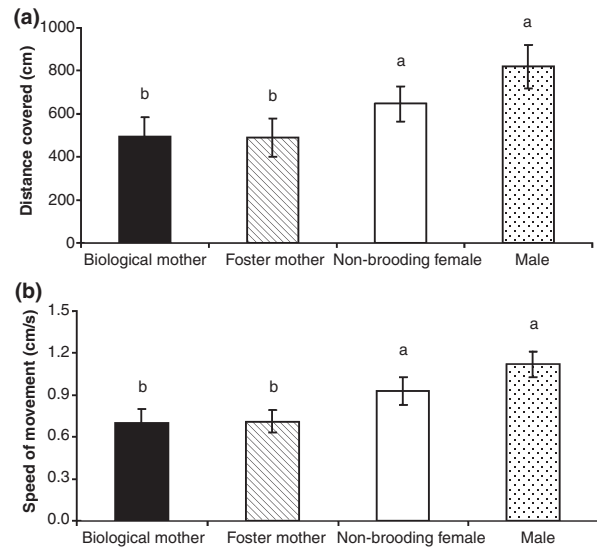 (a)
Distance covered (cm)
1000
800
600
400
200
0
b
b
a
a
Biological mother
Foster mother
Non-brooding female
Male
(b)
Speed of movement (cm/s)
1.5
1.2
0.9
0.6
0.3
0.0
b
b
a
a
Biological mother
Foster mother
Non-brooding female
Male